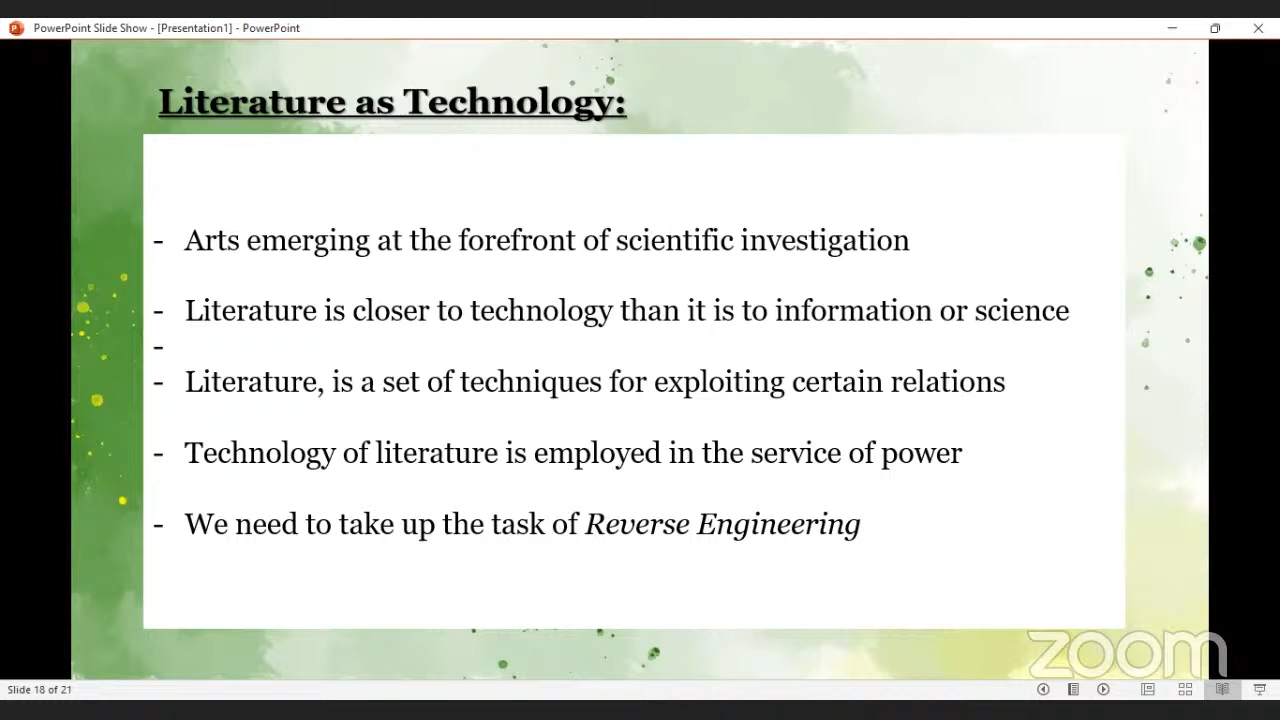 PowerPoint Slide Show - [Presentation1] - PowerPoint
Literature as Technology:
- Arts emerging at the forefront of scientific investigation
- Literature is closer to technology than it is to information or science
-
- Literature, is a set of techniques for exploiting certain relations
- Technology of literature is employed in the service of power
- We need to take up the task of Reverse Engineering
zoom
Slide 18 of 21